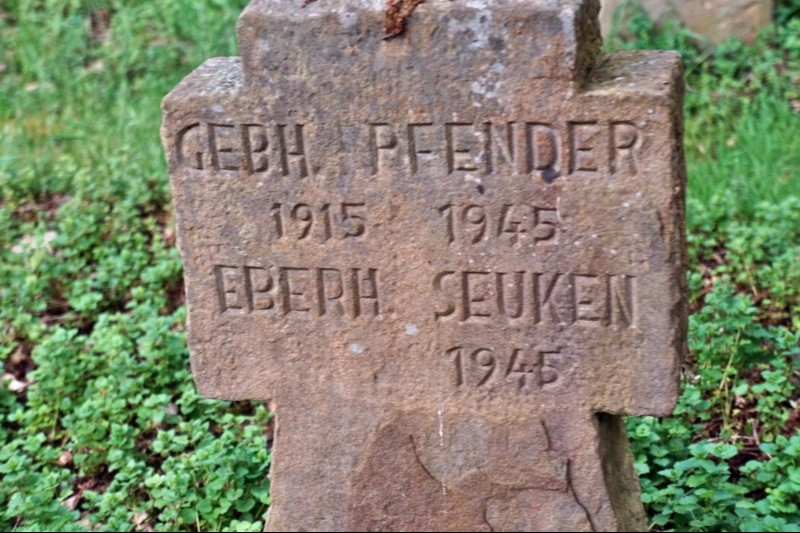 GEBH. PFENDER
1915 1945
EBERH. SEUKEN
1945